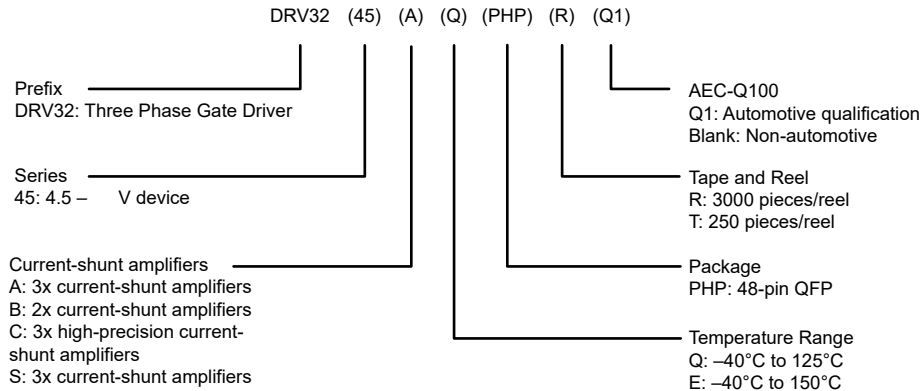 DRV32 (45) (A) (Q) (PHP) (R) (Q1)
Prefix
DRV32: Three Phase Gate Driver
Series
45: 4.5 – V device
Current-shunt amplifiers
A: 3x current-shunt amplifiers
B: 2x current-shunt amplifiers
C: 3x high-precision current-
shunt amplifiers
S: 3x current-shunt amplifiers
AEC-Q100
Q1: Automotive qualification
Blank: Non-automotive
Tape and Reel
R: 3000 pieces/reel
T: 250 pieces/reel
Package
PHP: 48-pin QFP
Temperature Range
Q: –40°C to 125°C
E: –40°C to 150°C